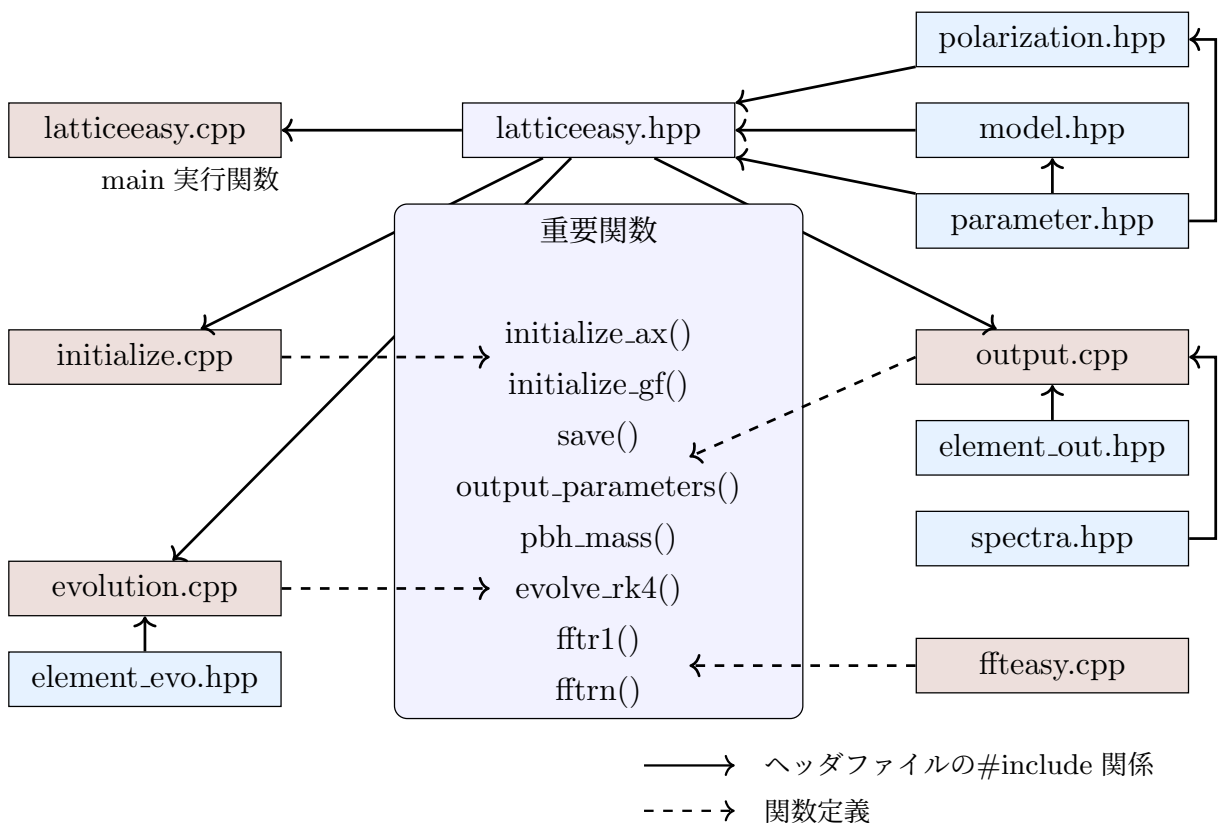 polarization.hpp
latticeeasy.cpp
latticeeasy.hpp
model.hpp
main 実行関数
parameter.hpp
重要関数
initialize_ax()
initialize.cpp
output.cpp
initialize_gf()
save()
element_out.hpp
output_parameters()
pbh_mass()
spectra.hpp
evolution.cpp
evolve_rk4()
fftr1()
element_evo.hpp
ffteasy.cpp
fftrn()
ヘッダファイルの#include 関係
関数定義